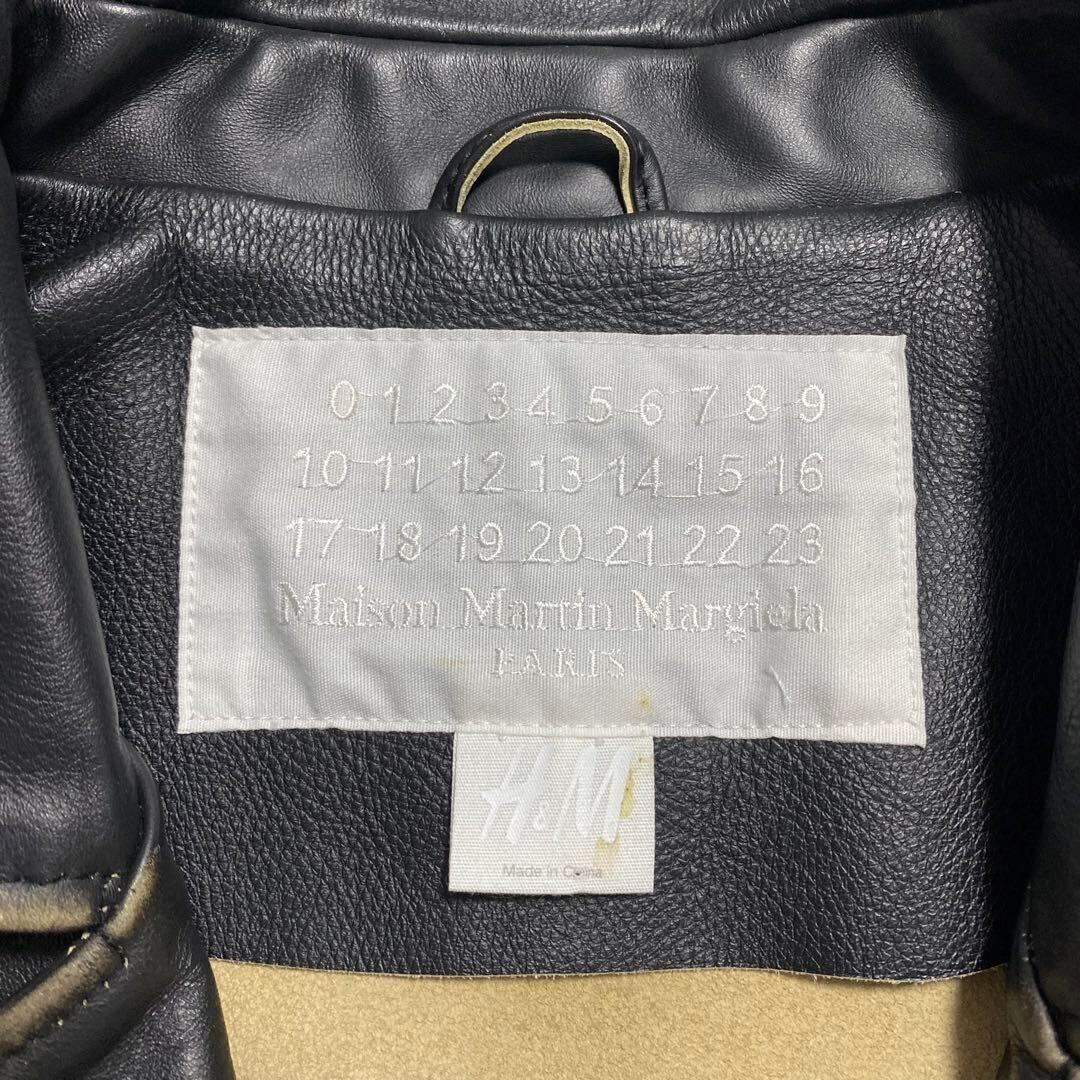 0 1 2 3 4 5 6 7 8 9
10 11 12 13 14 15 16
17 18 19 20 21 22 23
Maison Martin Margiela
PARIS
H&M
Made in China